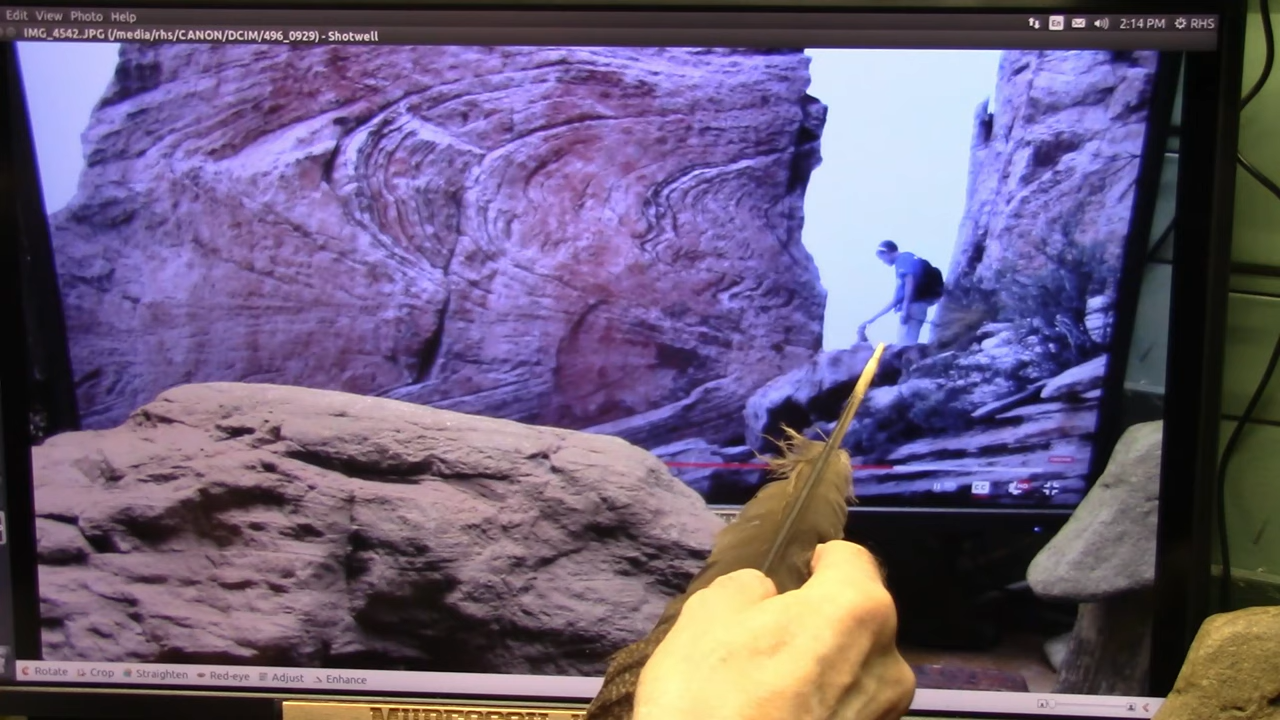 Edit View Photo Help
2:14 PM RHS
IMG_4542.JPG (/media/rhs/CANON/DCIM/496_0929) - Shotwell
CC
Rotate Crop Straighten Red-eye Adjust Enhance